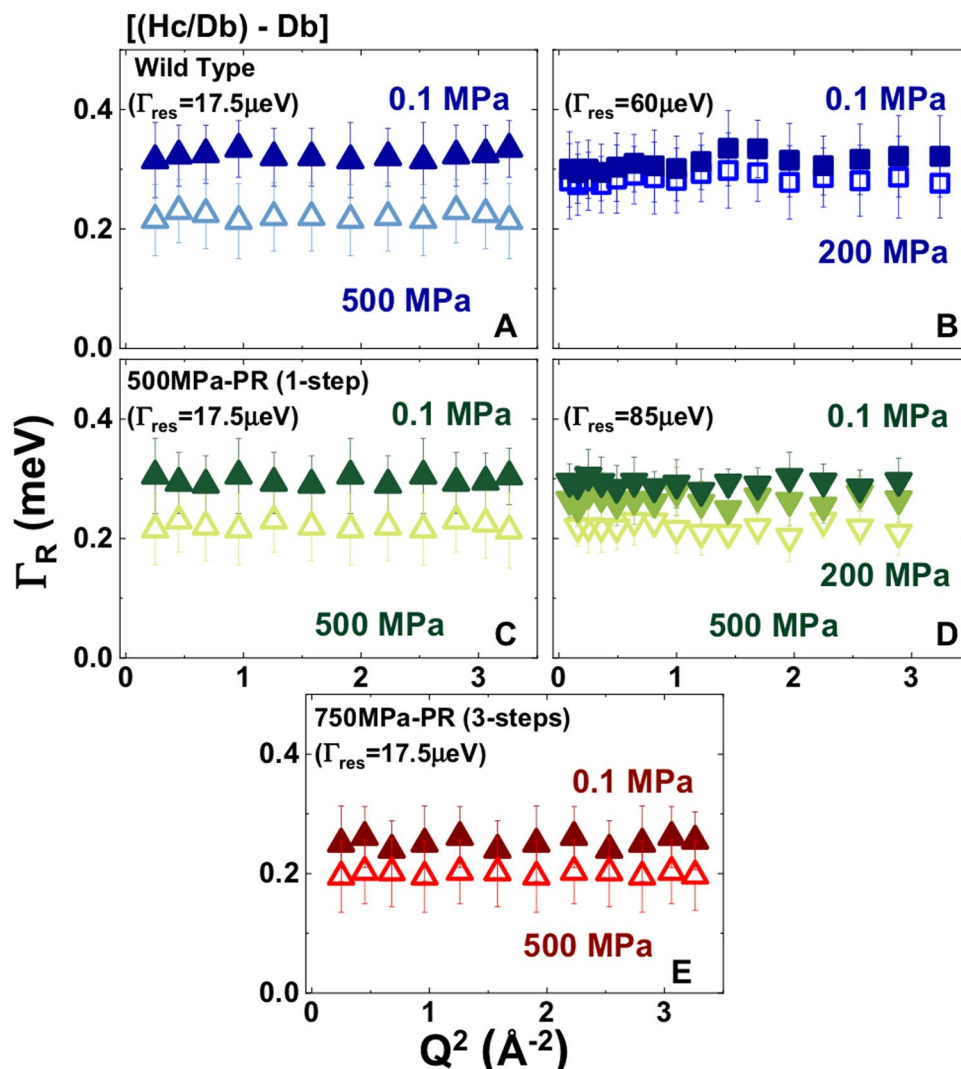 [(Hc/Db) - Db]
Wild Type
(Γres=17.5μeV)
0.1 MPa
500 MPa
A
(Γres=60μeV)
0.1 MPa
200 MPa
B
0.4
0.2
0.0
500MPa-PR (1-step)
(Γres=17.5μeV)
0.1 MPa
500 MPa
C
(Γres=85μeV)
0.1 MPa
200 MPa
500 MPa
D
0.4
0.2
0.0
0 1 2 3
0 1 2 3
ΓR (meV)
750MPa-PR (3-steps)
(Γres=17.5μeV)
0.1 MPa
500 MPa
E
0.4
0.2
0.0
0 1 2 3
Q² (Å⁻²)